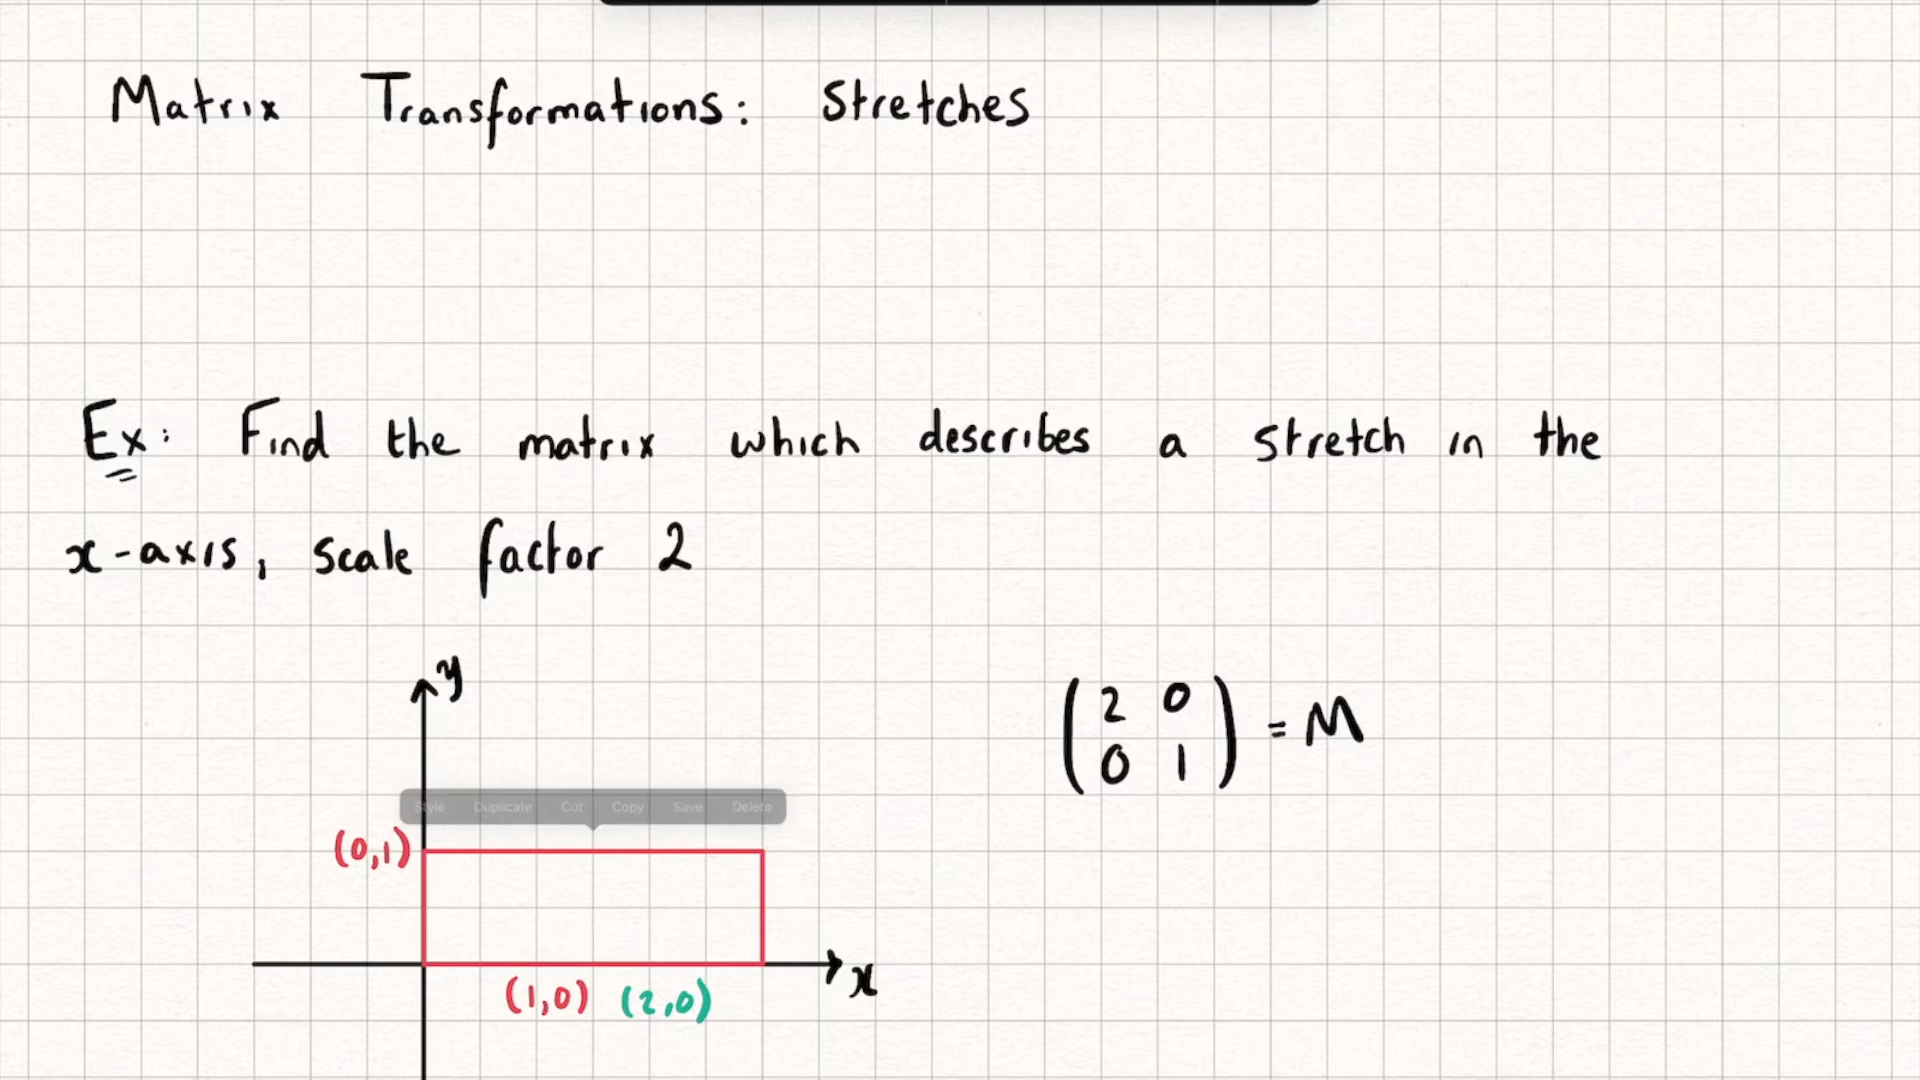 Matrix Transformations: Stretches
Ex: Find the matrix which describes a stretch in the
x-axis, scale factor 2
y
( 2 0 ) = M
( 0 1 )
Style Duplicate Cut Copy Save Delete
(0,1)
x
(1,0) (2,0)